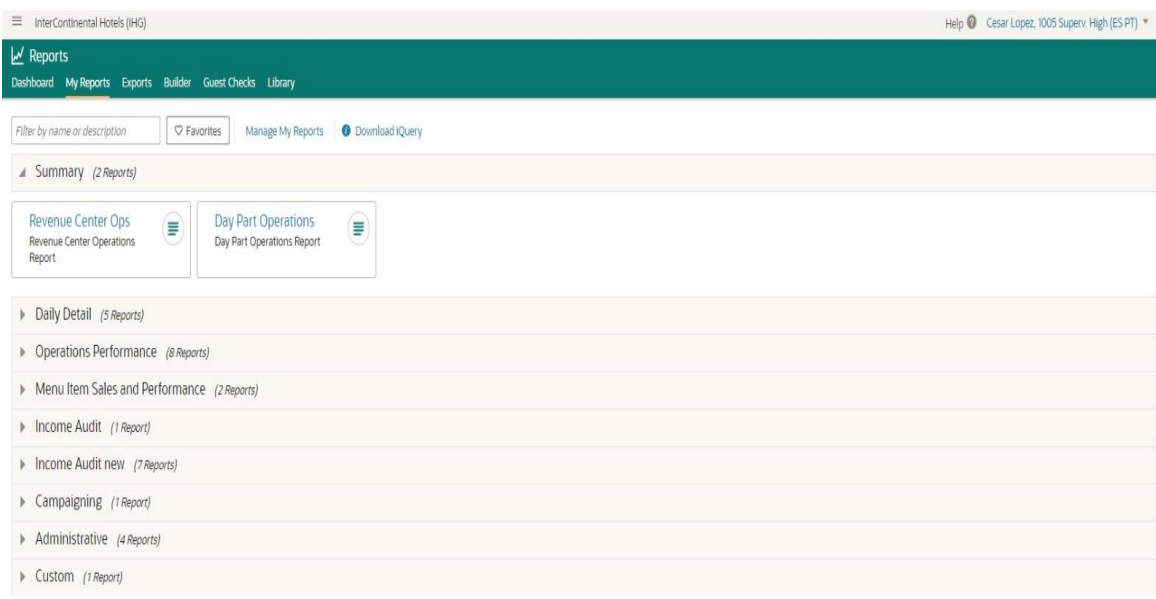 InterContinental Hotels (IHG)
Help Cesar Lopez, 1005 Superv. High (ES PT)
Reports
Dashboard My Reports Exports Builder Guest Checks Library
Filter by name or description Favorites Manage My Reports Download iQuery
Summary (2 Reports)
Revenue Center Ops
Revenue Center Operations
Report
Day Part Operations
Day Part Operations Report
Daily Detail (5 Reports)
Operations Performance (8 Reports)
Menu Item Sales and Performance (2 Reports)
Income Audit (1 Report)
Income Audit new (7 Reports)
Campaigning (1 Report)
Administrative (4 Reports)
Custom (1 Report)